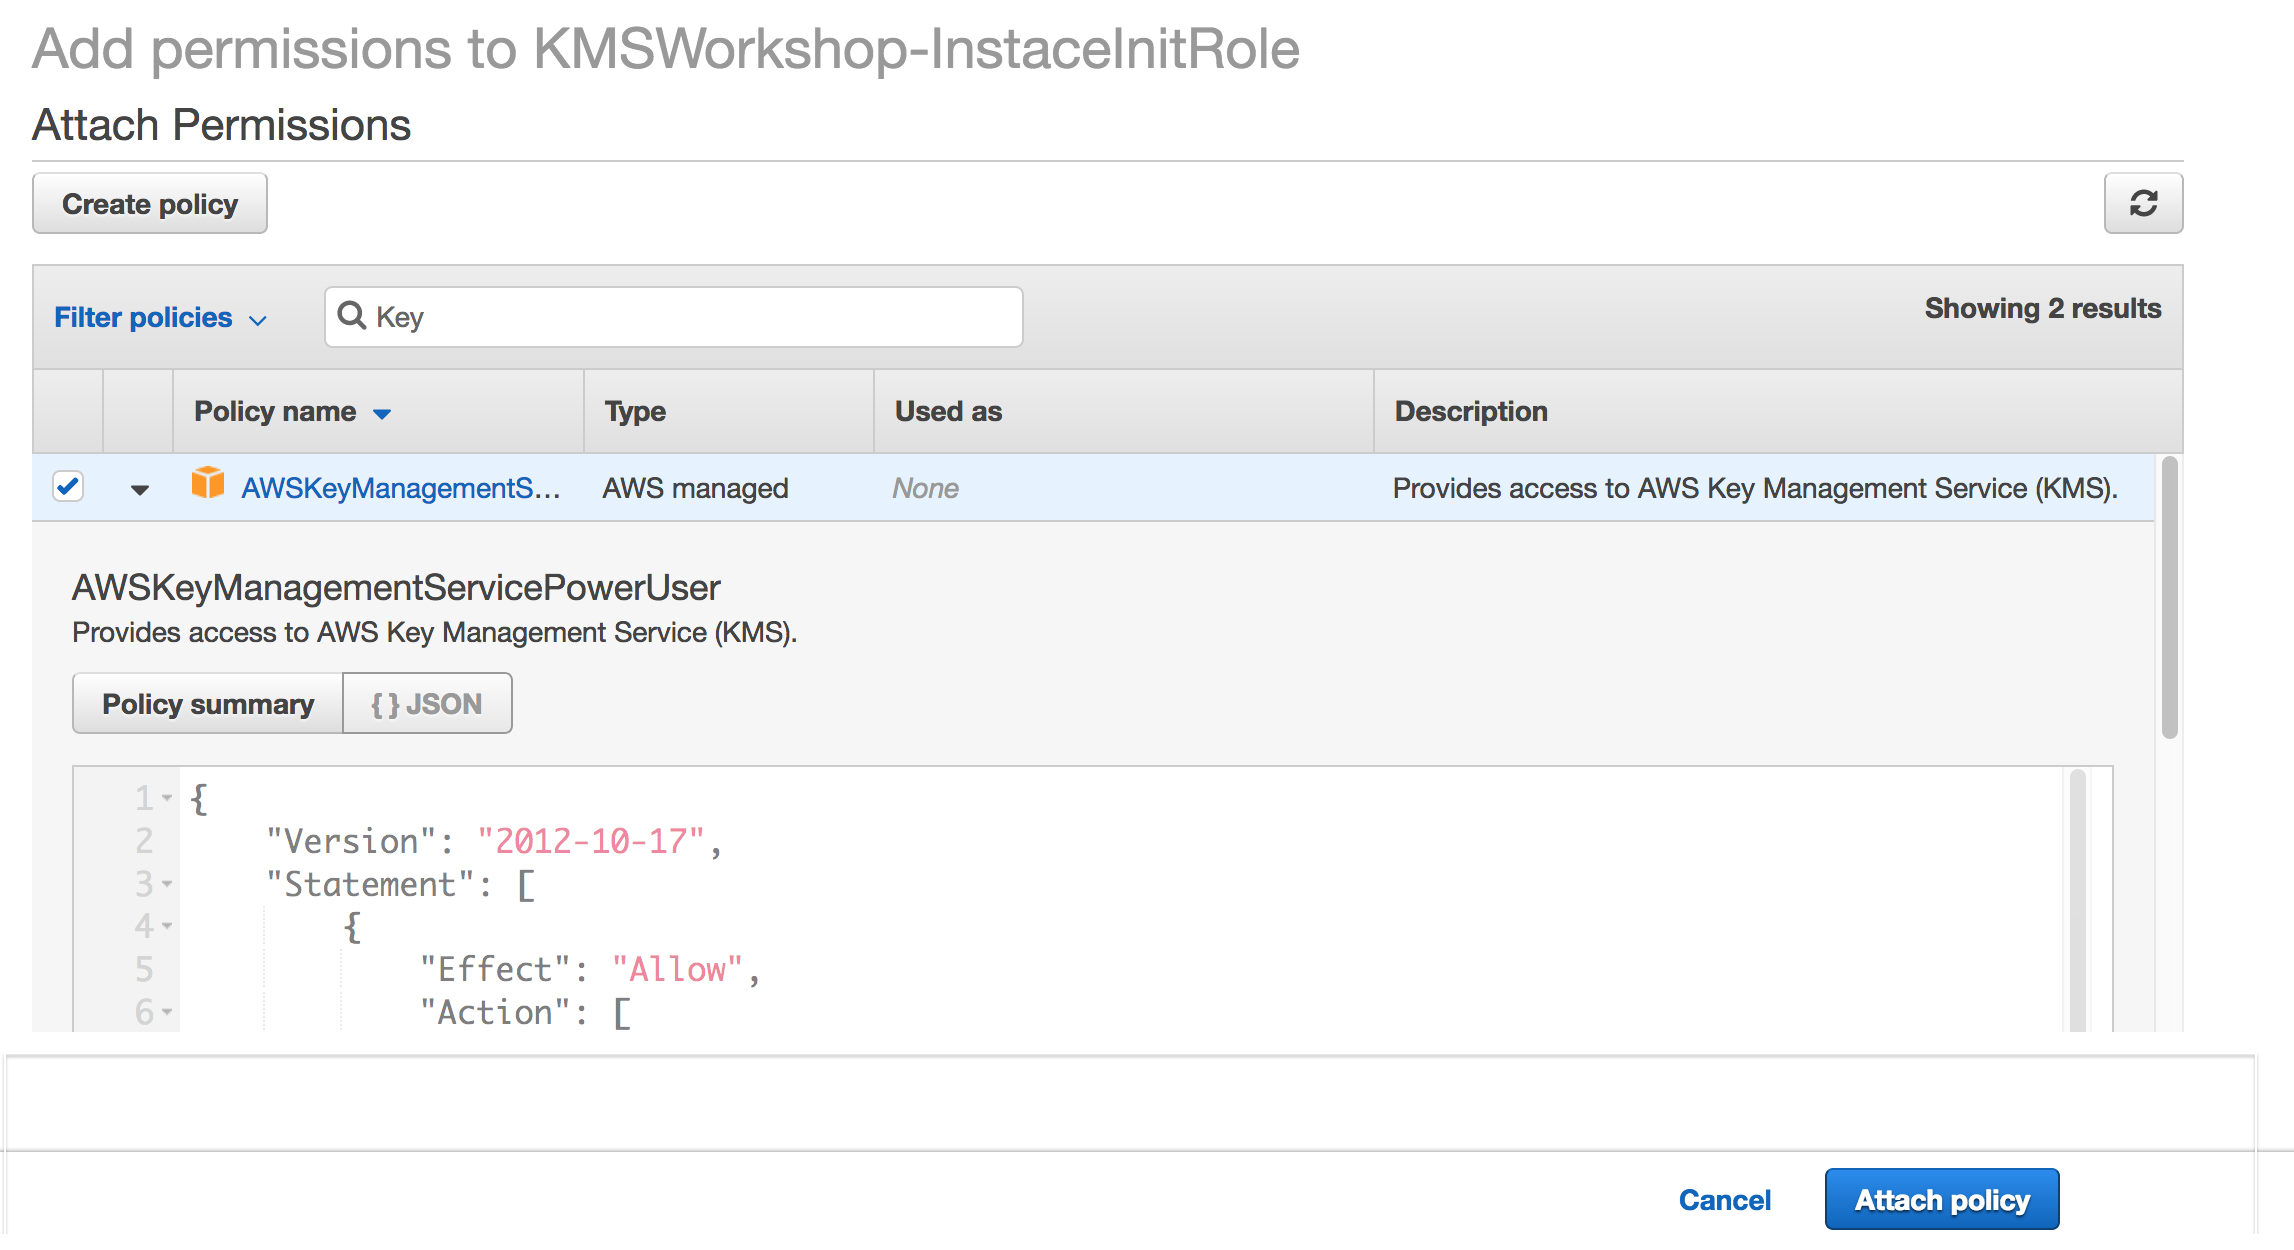 Add permissions to KMSWorkshop-InstaceInitRole
Attach Permissions
Create policy
Filter policies Key Showing 2 results
Policy name Type Used as Description
AWSKeyManagementS... AWS managed None Provides access to AWS Key Management Service (KMS).
AWSKeyManagementServicePowerUser
Provides access to AWS Key Management Service (KMS).
Policy summary { } JSON
1 {
2 "Version": "2012-10-17",
3 "Statement": [
4 {
5 "Effect": "Allow",
6 "Action": [
Cancel Attach policy